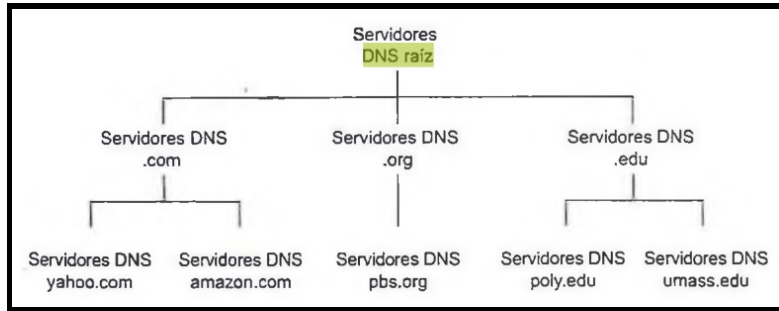 Servidores
DNS raíz
Servidores DNS
.com
Servidores DNS
.org
Servidores DNS
.edu
Servidores DNS
yahoo.com
Servidores DNS
amazon.com
Servidores DNS
pbs.org
Servidores DNS
poly.edu
Servidores DNS
umass.edu